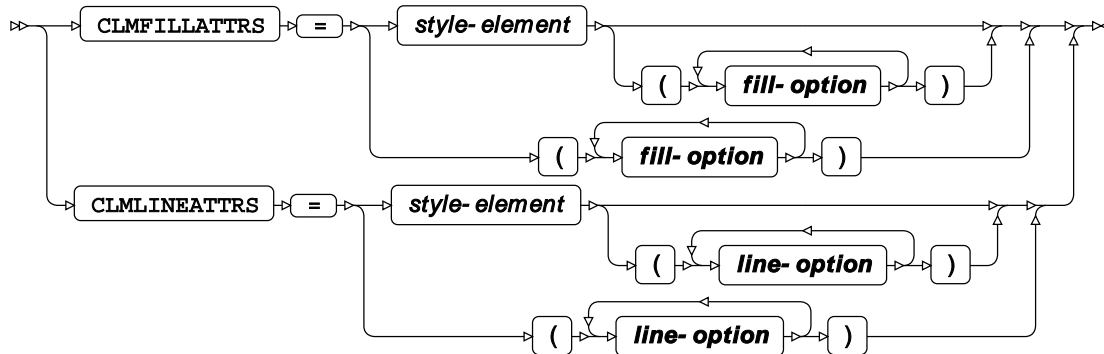 CLMFILLATTRS = style-element
( fill-option )
( fill-option )
CLMLINEATTRS = style-element
( line-option )
( line-option )